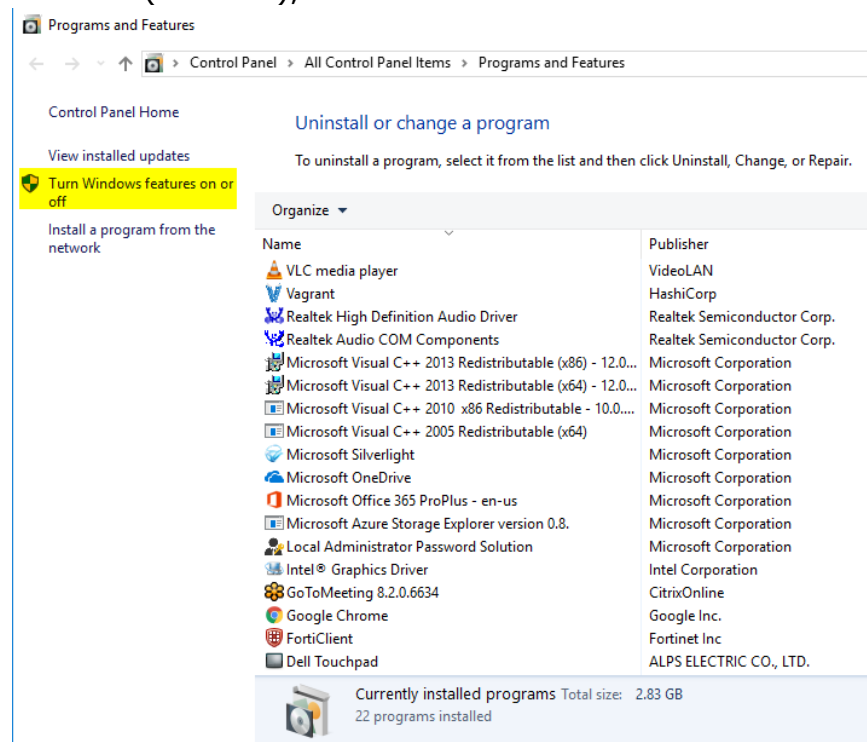 Programs and Features
Control Panel > All Control Panel Items > Programs and Features
Control Panel Home
View installed updates
Turn Windows features on or
off
Install a program from the
network
Uninstall or change a program
To uninstall a program, select it from the list and then click Uninstall, Change, or Repair.
Organize
Name Publisher
VLC media player VideoLAN
Vagrant HashiCorp
Realtek High Definition Audio Driver Realtek Semiconductor Corp.
Realtek Audio COM Components Realtek Semiconductor Corp.
Microsoft Visual C++ 2013 Redistributable (x86) - 12.0... Microsoft Corporation
Microsoft Visual C++ 2013 Redistributable (x64) - 12.0... Microsoft Corporation
Microsoft Visual C++ 2010 x86 Redistributable - 10.0.... Microsoft Corporation
Microsoft Visual C++ 2005 Redistributable (x64) Microsoft Corporation
Microsoft Silverlight Microsoft Corporation
Microsoft OneDrive Microsoft Corporation
Microsoft Office 365 ProPlus - en-us Microsoft Corporation
Microsoft Azure Storage Explorer version 0.8. Microsoft Corporation
Local Administrator Password Solution Microsoft Corporation
Intel® Graphics Driver Intel Corporation
GoToMeeting 8.2.0.6634 CitrixOnline
Google Chrome Google Inc.
FortiClient Fortinet Inc
Dell Touchpad ALPS ELECTRIC CO., LTD.
Currently installed programs Total size: 2.83 GB
22 programs installed